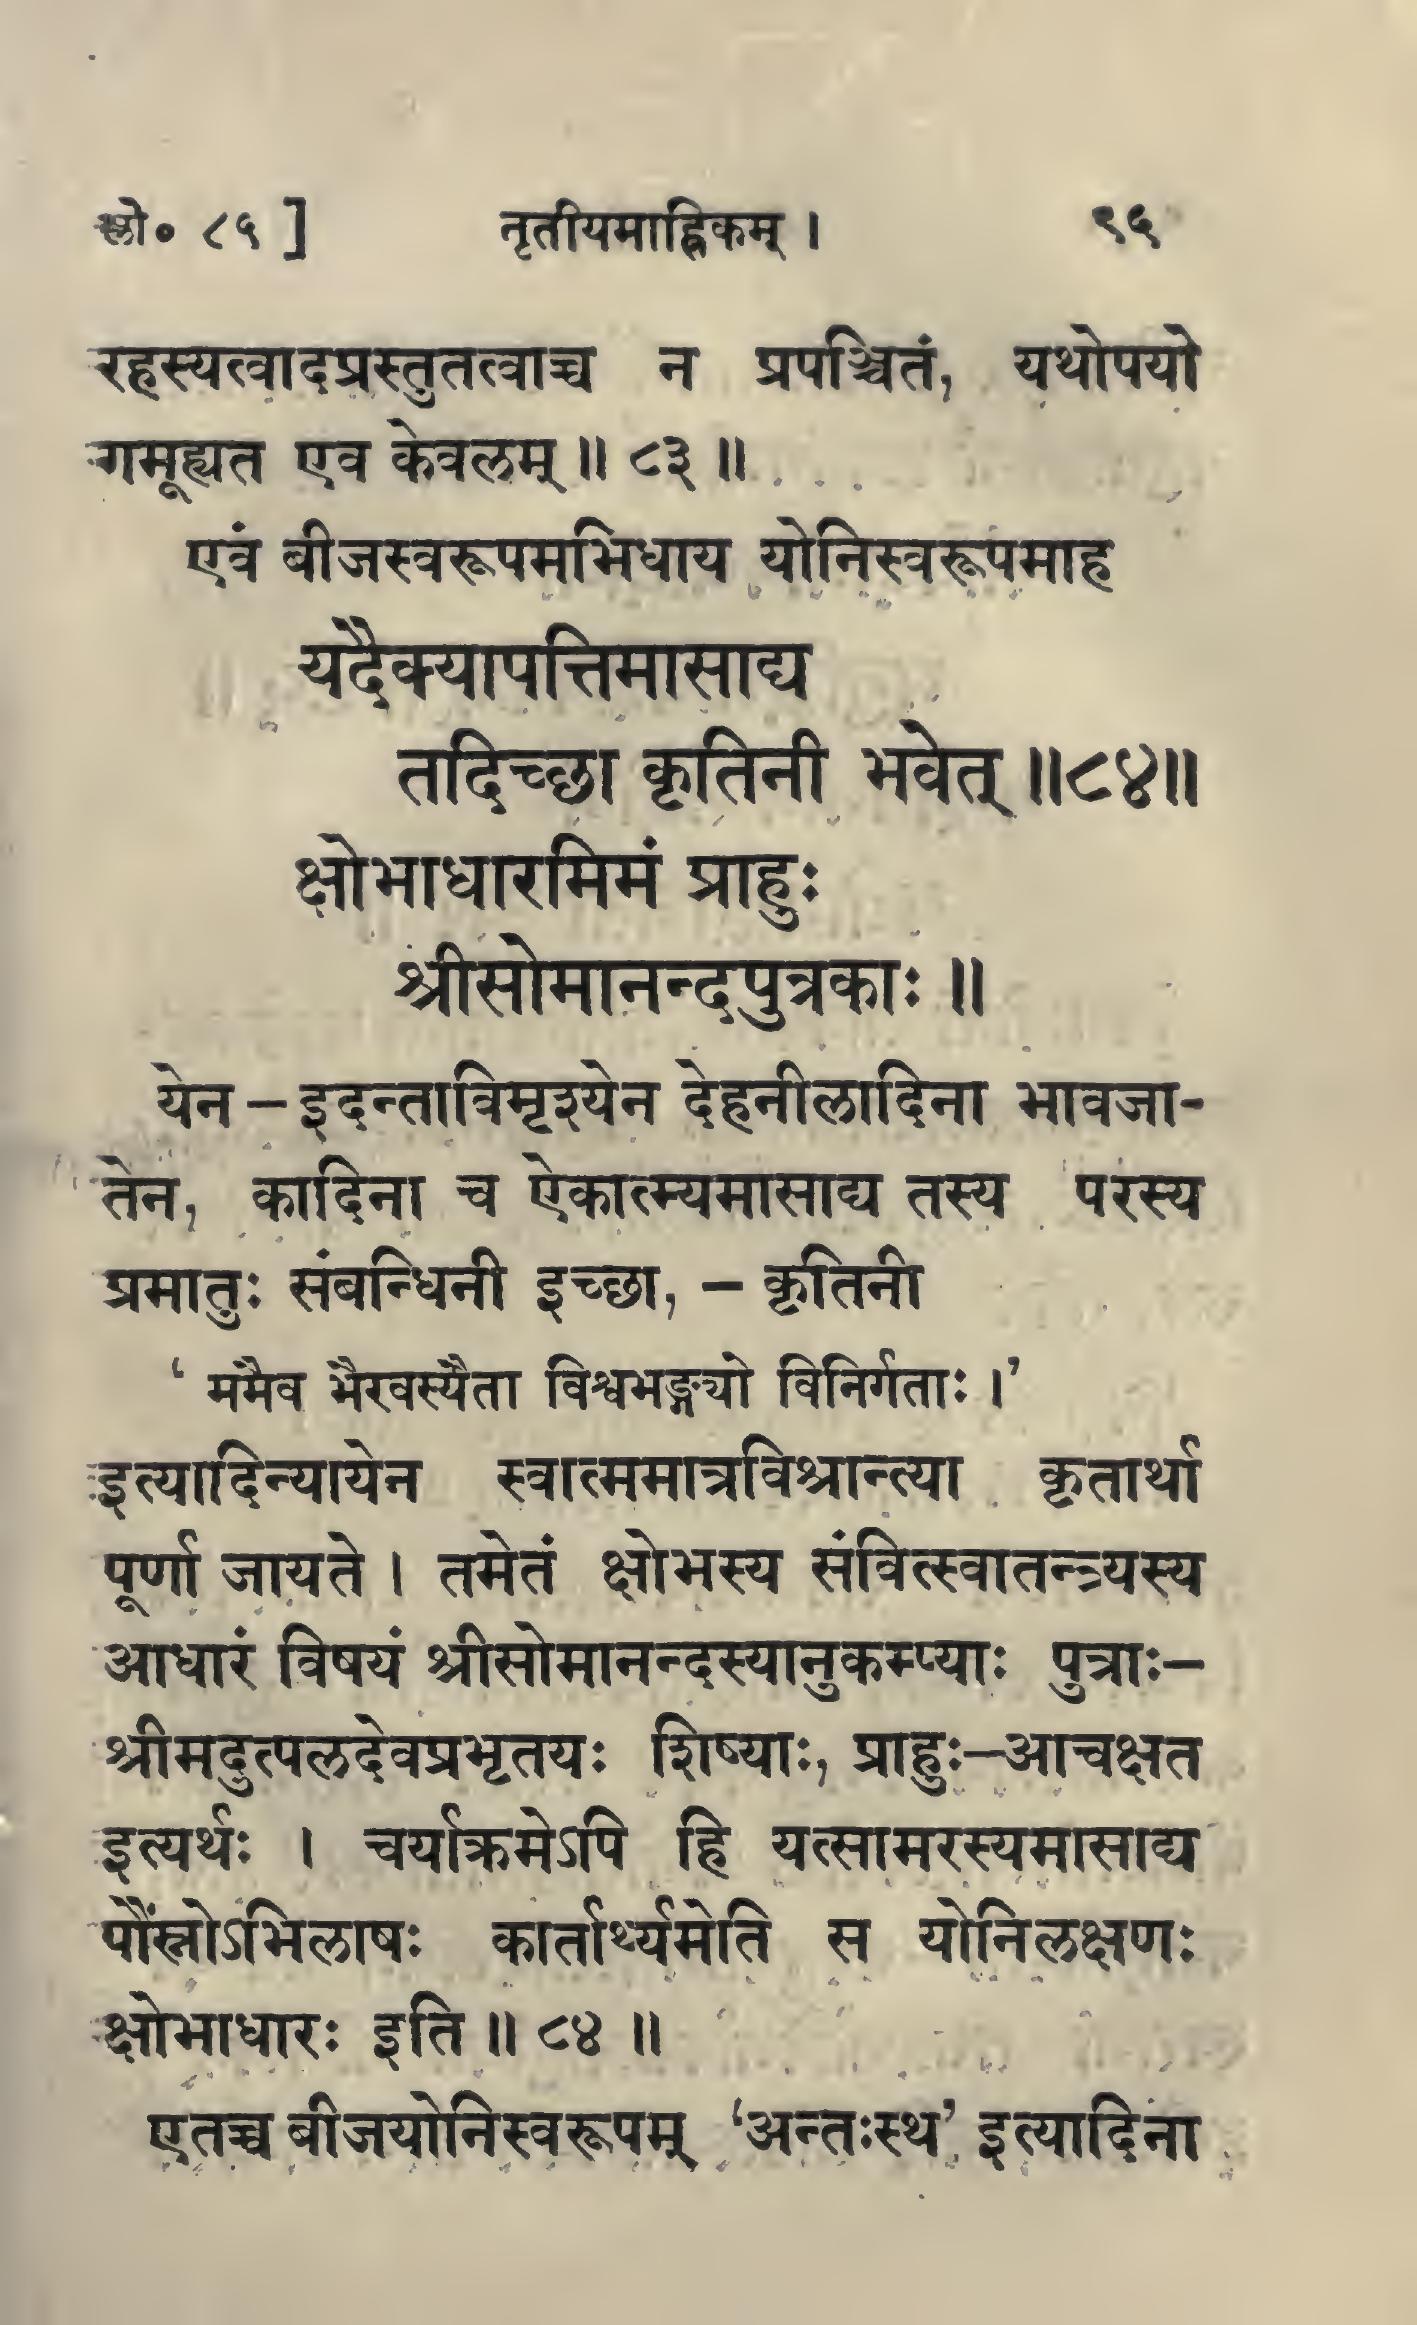 श्लो० ८५ ] तृतीयमाह्निकम् । ९५
रहस्यत्वादप्रस्तुतत्वाच्च न प्रपञ्चितं, यथोपयो
गमूह्यत एव केवलम् ॥ ८३ ॥
एवं बीजस्वरूपमभिधाय योनिस्वरूपमाह
यदैक्यापत्तिमासाद्य
तदिच्छा कृतिनी भवेत् ॥८४॥
क्षोभाधारमिमं प्राहुः
श्रीसोमानन्दपुत्रकाः ॥
येन – इदन्ताविमृश्येन देहनीलादिना भावजा-
तेन, कादिना च ऐकात्म्यमासाद्य तस्य परस्य
प्रमातुः संबन्धिनी इच्छा, – कृतिनी
‘ ममैव भैरवस्यैता विश्वभङ्ग्यो विनिर्गताः ।’
इत्यादिन्यायेन स्वात्ममात्रविश्रान्त्या कृतार्था
पूर्णा जायते । तमेतं क्षोभस्य संवित्स्वातन्त्र्यस्य
आधारं विषयं श्रीसोमानन्दस्यानुकम्प्याः पुत्राः–
श्रीमदुत्पलदेवप्रभृतयः शिष्याः, प्राहुः–आचक्षत
इत्यर्थः । चर्याक्रमेऽपि हि यत्सामरस्यमासाद्य
पौंस्नोऽभिलाषः कार्तार्थ्यमेति स योनिलक्षणः
क्षोभाधारः इति ॥ ८४ ॥
एतच्च बीजयोनिस्वरूपम् ‘अन्तःस्थ’ इत्यादिना